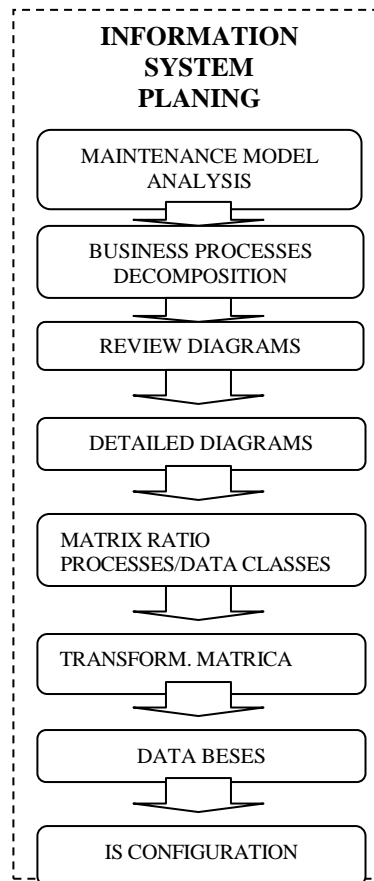 INFORMATION
SYSTEM
PLANING
MAINTENANCE MODEL
ANALYSIS
BUSINESS PROCESSES
DECOMPOSITION
REVIEW DIAGRAMS
DETAILED DIAGRAMS
MATRIX RATIO
PROCESSES/DATA CLASSES
TRANSFORM. MATRICA
DATA BESES
IS CONFIGURATION